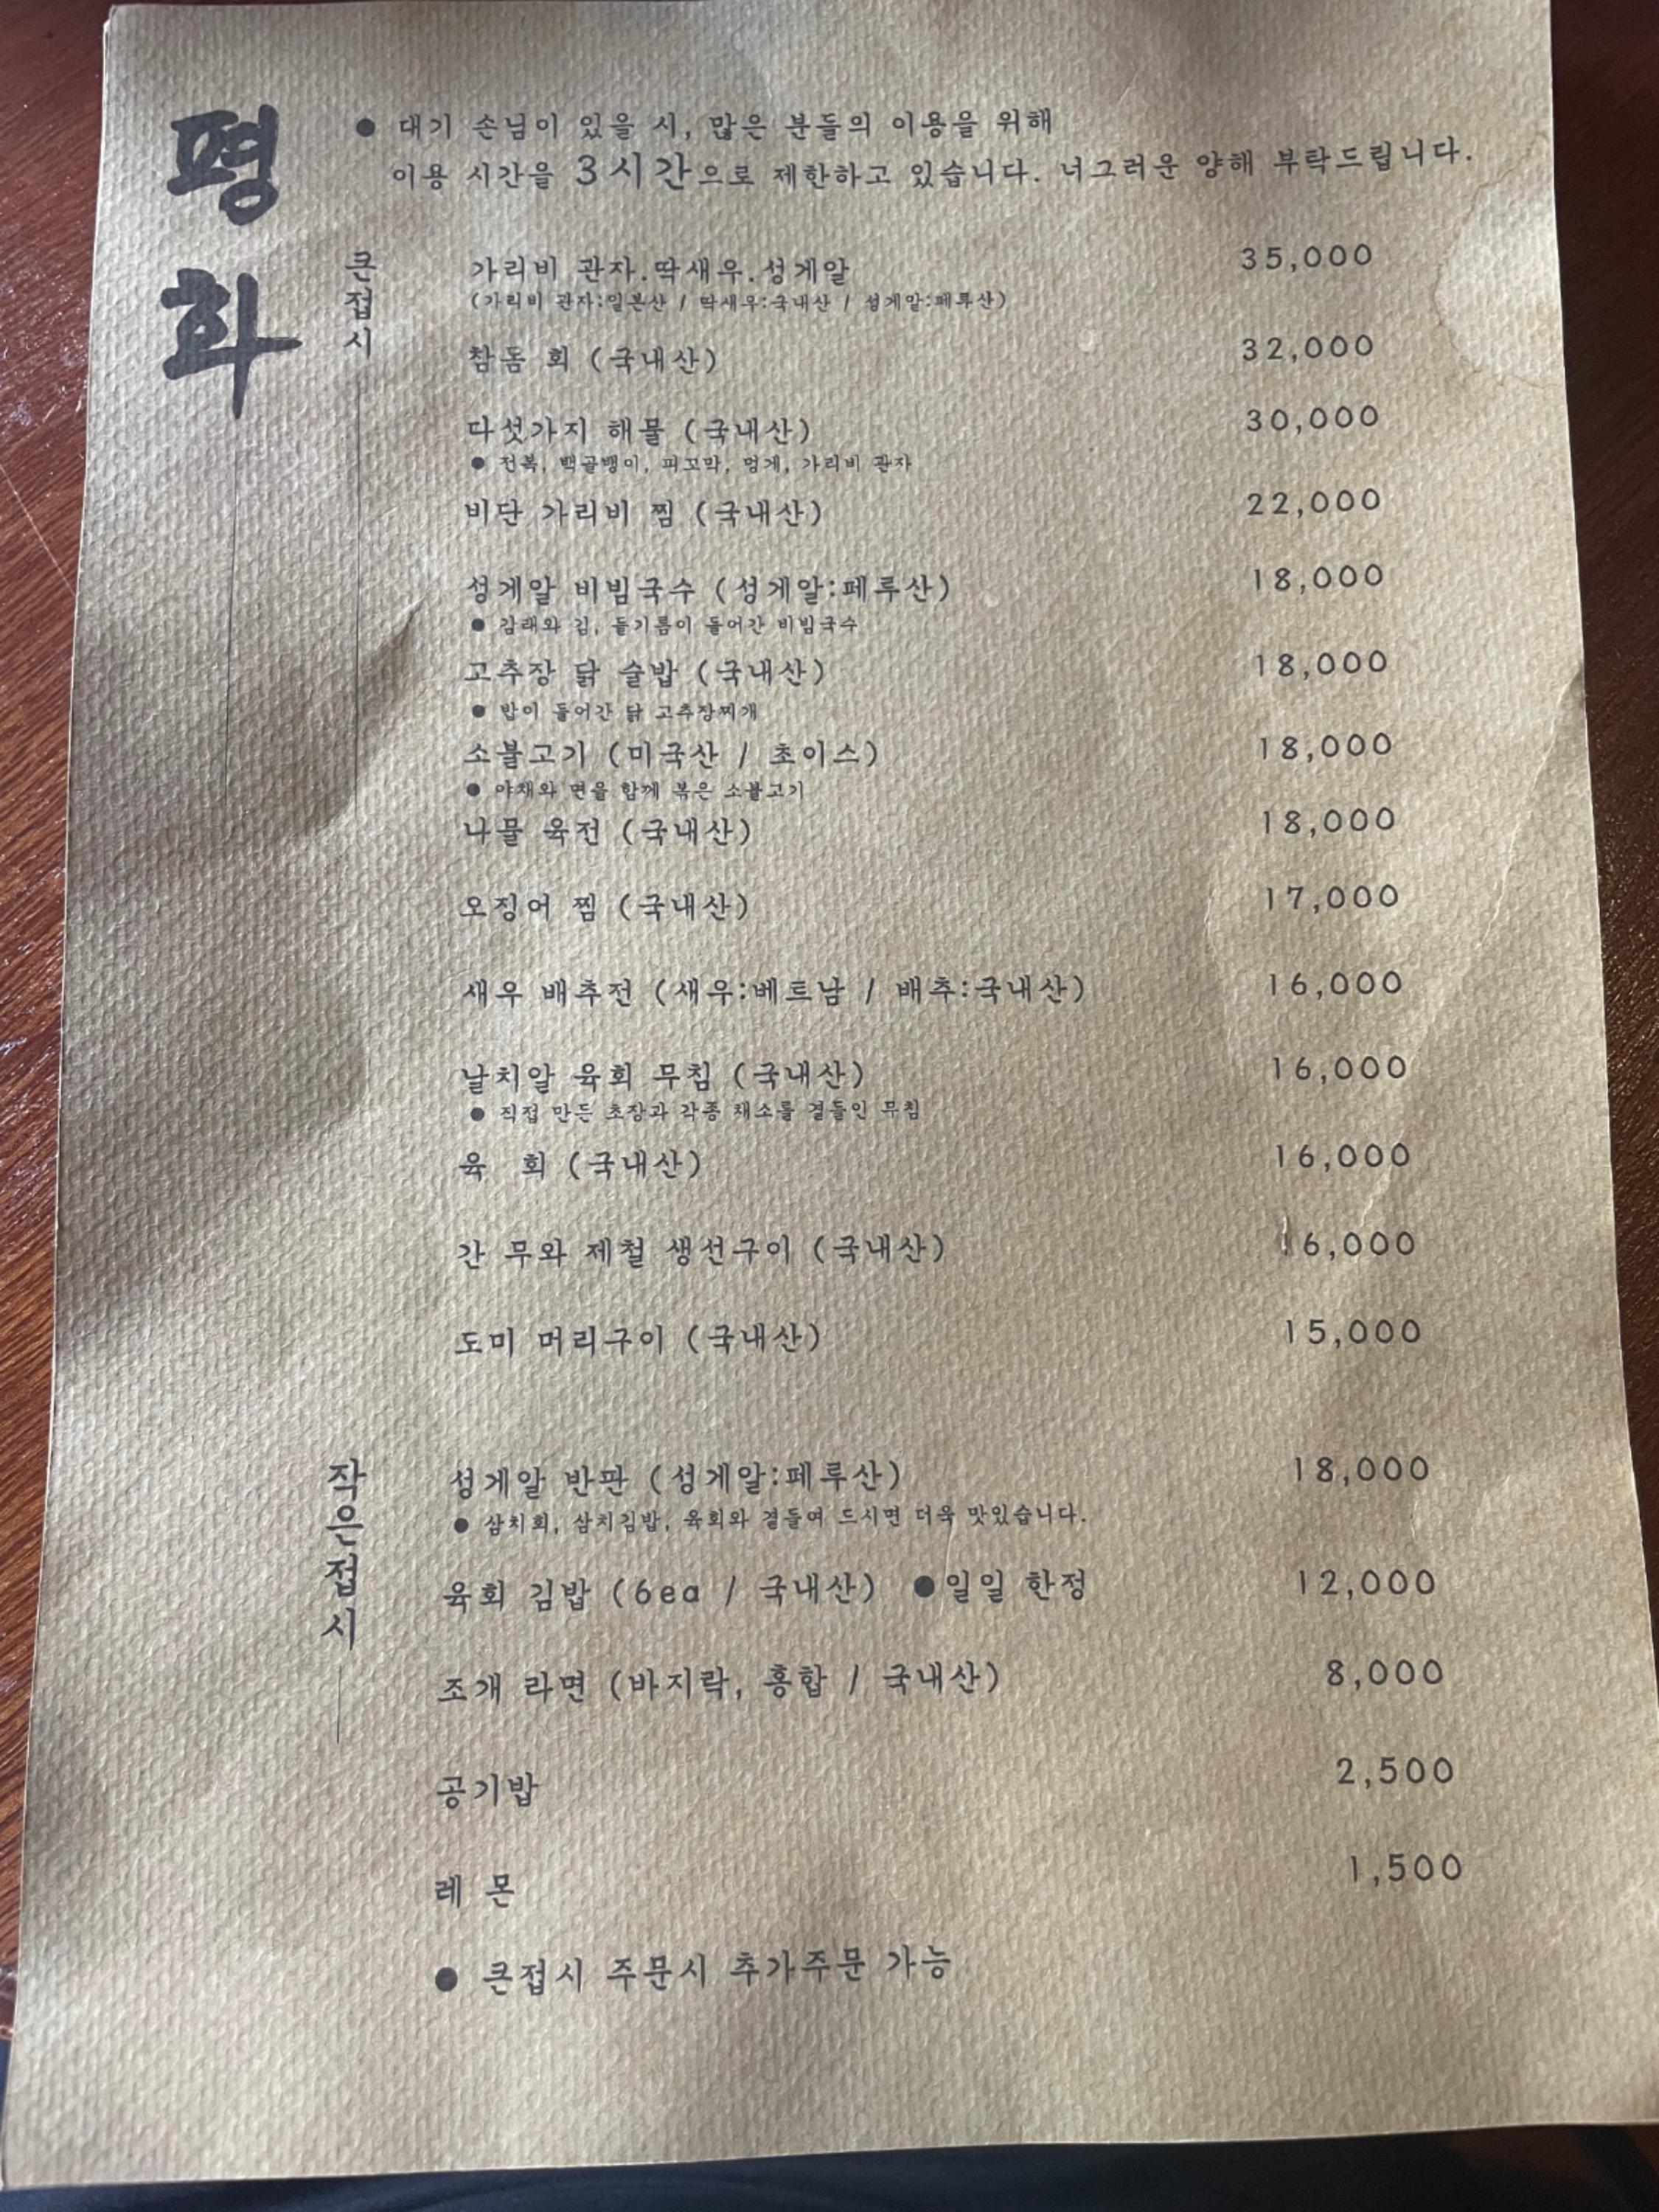 평화
● 대기 손님이 있을 시, 많은 분들의 이용을 위해
이용 시간을 3시간으로 제한하고 있습니다. 너그러운 양해 부탁드립니다.
큰접시
가리비 관자.딱새우.성게알 35,000
(가리비 관자:일본산 / 딱새우:국내산 / 성게알:페루산)
참돔 회 (국내산) 32,000
다섯가지 해물 (국내산) 30,000
● 전복, 백골뱅이, 피꼬막, 멍게, 가리비 관자
비단 가리비 찜 (국내산) 22,000
성게알 비빔국수 (성게알:페루산) 18,000
● 감태와 김, 들기름이 들어간 비빔국수
고추장 닭 술밥 (국내산) 18,000
● 밥이 들어간 닭 고추장찌개
소불고기 (미국산 / 초이스) 18,000
● 야채와 면을 함께 볶은 소불고기
나물 육전 (국내산) 18,000
오징어 찜 (국내산) 17,000
새우 배추전 (새우:베트남 / 배추:국내산) 16,000
날치알 육회 무침 (국내산) 16,000
● 직접 만든 초장과 각종 채소를 곁들인 무침
육 회 (국내산) 16,000
간 무와 제철 생선구이 (국내산) 16,000
도미 머리구이 (국내산) 15,000
작은접시
성게알 반판 (성게알:페루산) 18,000
● 삼치회, 삼치김밥, 육회와 곁들여 드시면 더욱 맛있습니다.
육회 김밥 (6ea / 국내산) ●일일 한정 12,000
조개 라면 (바지락, 홍합 / 국내산) 8,000
공기밥 2,500
레 몬 1,500
● 큰접시 주문시 추가주문 가능